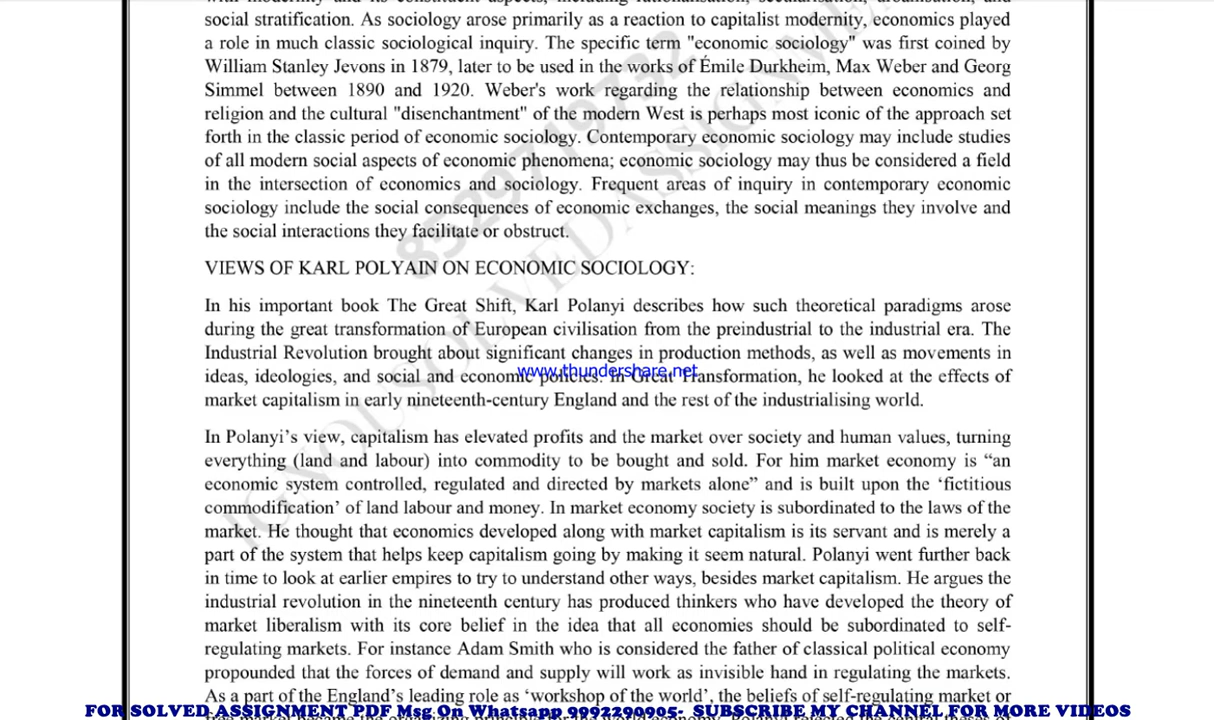 social stratification. As sociology arose primarily as a reaction to capitalist modernity, economics played
a role in much classic sociological inquiry. The specific term "economic sociology" was first coined by
William Stanley Jevons in 1879, later to be used in the works of Émile Durkheim, Max Weber and Georg
Simmel between 1890 and 1920. Weber's work regarding the relationship between economics and
religion and the cultural "disenchantment" of the modern West is perhaps most iconic of the approach set
forth in the classic period of economic sociology. Contemporary economic sociology may include studies
of all modern social aspects of economic phenomena; economic sociology may thus be considered a field
in the intersection of economics and sociology. Frequent areas of inquiry in contemporary economic
sociology include the social consequences of economic exchanges, the social meanings they involve and
the social interactions they facilitate or obstruct.
VIEWS OF KARL POLYAIN ON ECONOMIC SOCIOLOGY:
In his important book The Great Shift, Karl Polanyi describes how such theoretical paradigms arose
during the great transformation of European civilisation from the preindustrial to the industrial era. The
Industrial Revolution brought about significant changes in production methods, as well as movements in
ideas, ideologies, and social and economic policies. In Great Transformation, he looked at the effects of
www.thundershare.net
market capitalism in early nineteenth-century England and the rest of the industrialising world.
In Polanyi’s view, capitalism has elevated profits and the market over society and human values, turning
everything (land and labour) into commodity to be bought and sold. For him market economy is “an
economic system controlled, regulated and directed by markets alone” and is built upon the ‘fictitious
commodification’ of land labour and money. In market economy society is subordinated to the laws of the
market. He thought that economics developed along with market capitalism is its servant and is merely a
part of the system that helps keep capitalism going by making it seem natural. Polanyi went further back
in time to look at earlier empires to try to understand other ways, besides market capitalism. He argues the
industrial revolution in the nineteenth century has produced thinkers who have developed the theory of
market liberalism with its core belief in the idea that all economies should be subordinated to self-
regulating markets. For instance Adam Smith who is considered the father of classical political economy
propounded that the forces of demand and supply will work as invisible hand in regulating the markets.
As a part of the England’s leading role as ‘workshop of the world’, the beliefs of self-regulating market or
FOR SOLVED ASSIGNMENT PDF Msg On Whatsapp 9992290905- SUBSCRIBE MY CHANNEL FOR MORE VIDEOS